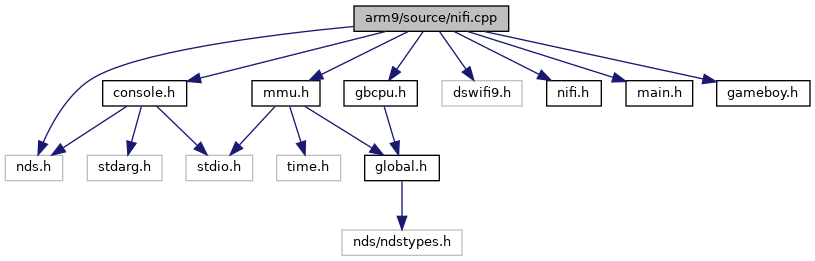 arm9/source/nifi.cpp
console.h
mmu.h
gbcpu.h
dswifi9.h
nifi.h
main.h
gameboy.h
nds.h
stdarg.h
stdio.h
time.h
global.h
nds/ndstypes.h